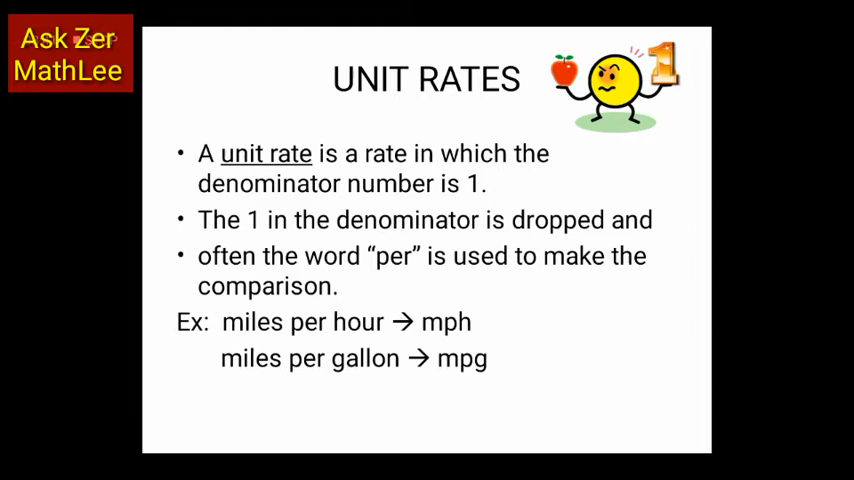 Ask Zer
MathLee
UNIT RATES
1
• A unit rate is a rate in which the
denominator number is 1.
• The 1 in the denominator is dropped and
• often the word “per” is used to make the
comparison.
Ex: miles per hour → mph
miles per gallon → mpg